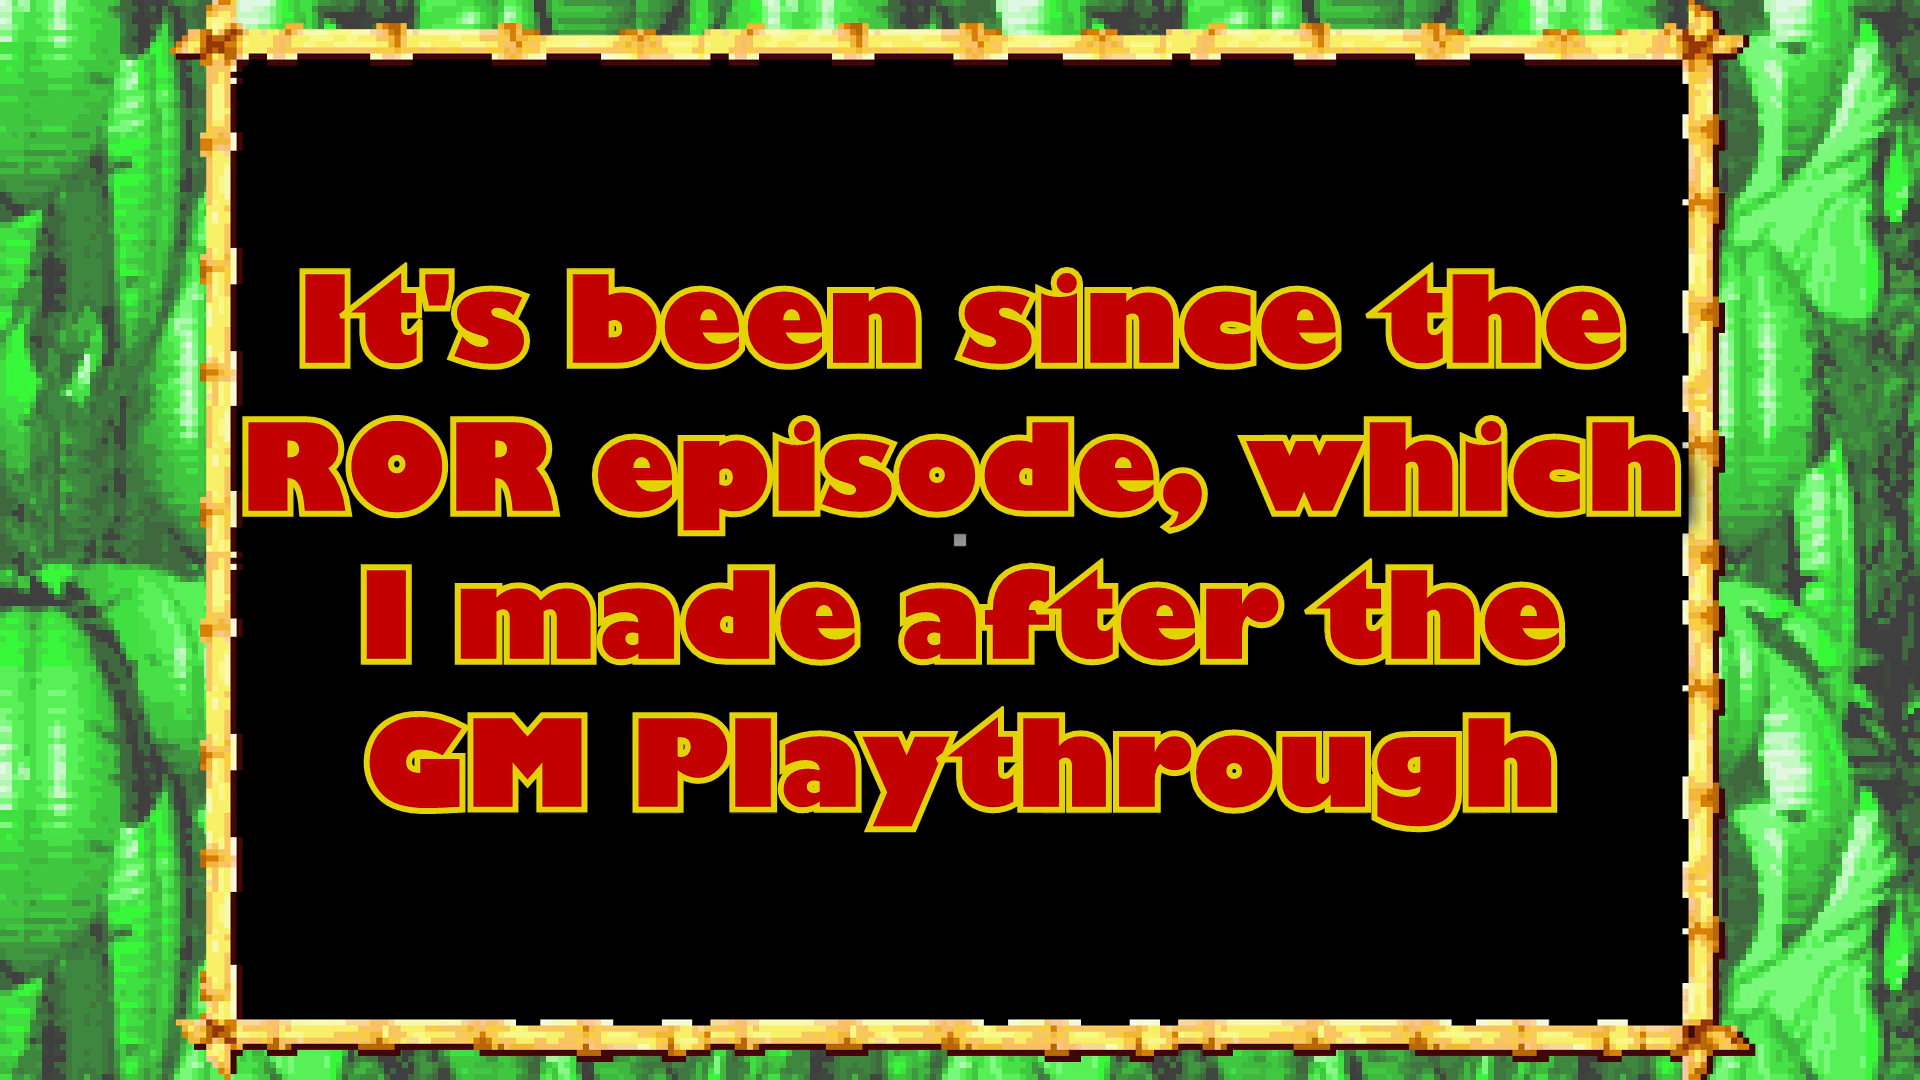 It's been since the
ROR episode, which
I made after the
GM Playthrough